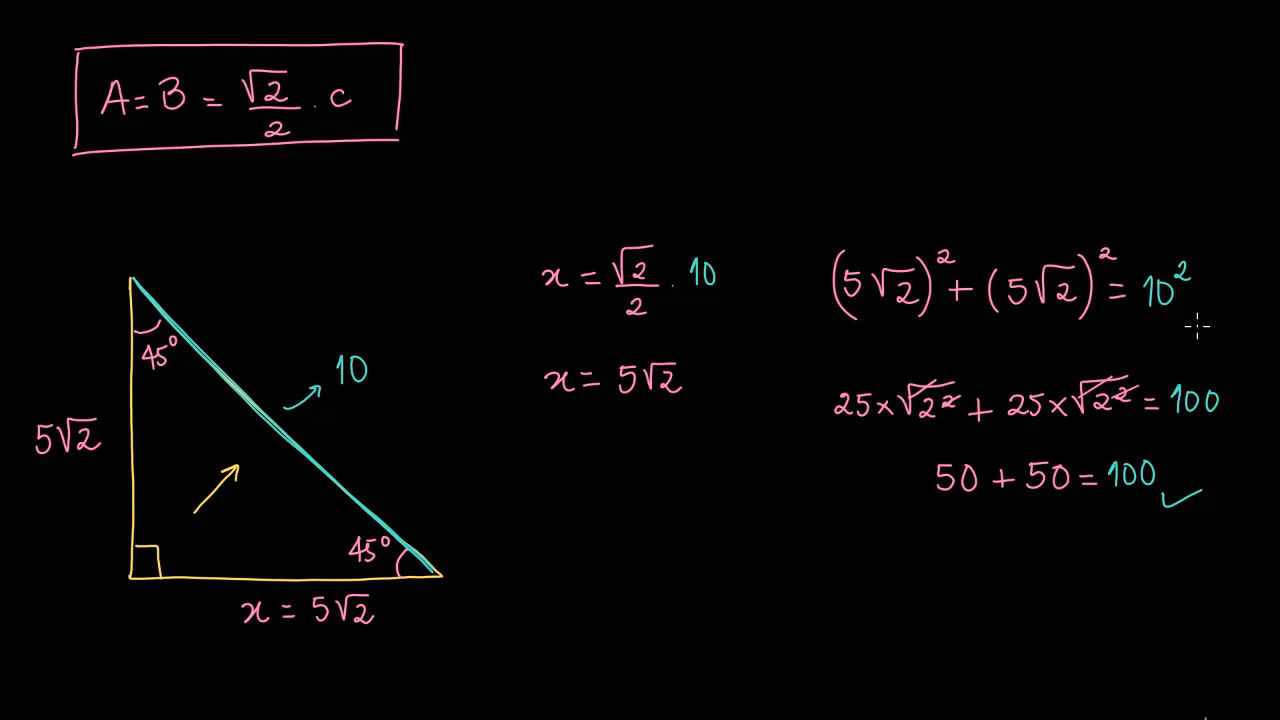 A = B = √2/2 . c
x = √2/2 . 10
(5√2)² + (5√2)² = 10²
45°
10
x = 5√2
25×√2² + 25×√2² = 100
5√2
50 + 50 = 100 ✓
45°
x = 5√2